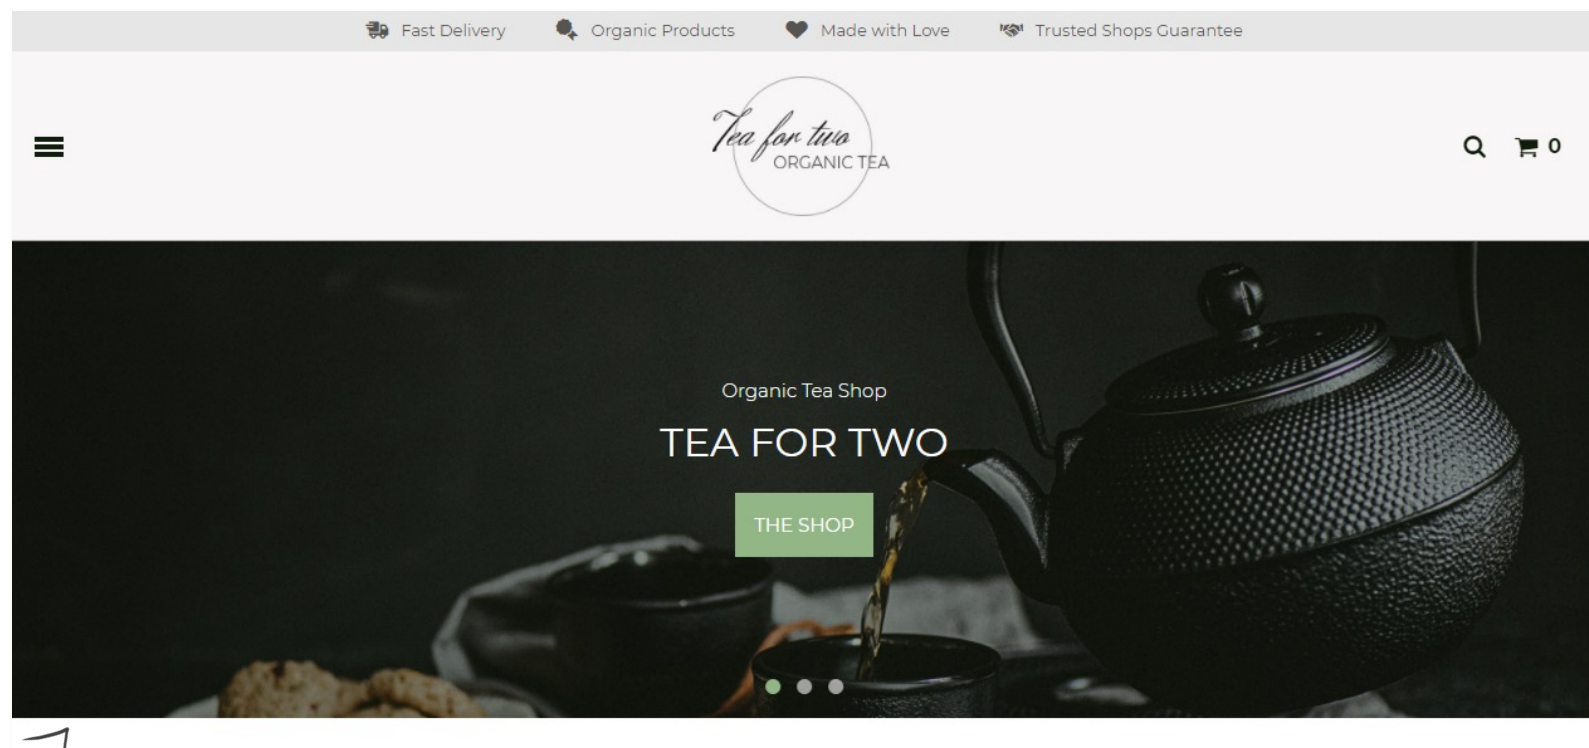 Fast Delivery Organic Products Made with Love Trusted Shops Guarantee
Tea for two
ORGANIC TEA
0
Organic Tea Shop
TEA FOR TWO
THE SHOP